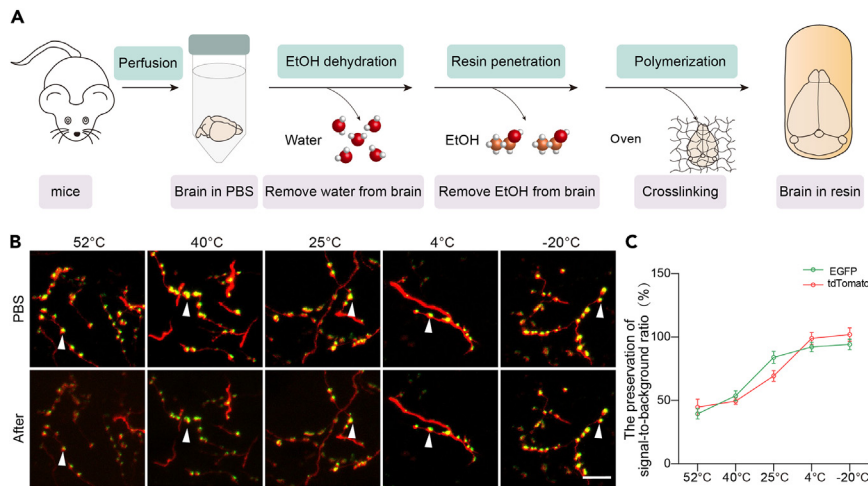 A
Perfusion
EtOH dehydration
Resin penetration
Polymerization
Water
EtOH
Oven
mice
Brain in PBS
Remove water from brain
Remove EtOH from brain
Crosslinking
Brain in resin
B
52°C
40°C
25°C
4°C
-20°C
PBS
After
C
EGFP
tdTomato
The preservation of
signal-to-background ratio (%)
150
100
50
0
52°C
40°C
25°C
4°C
-20°C